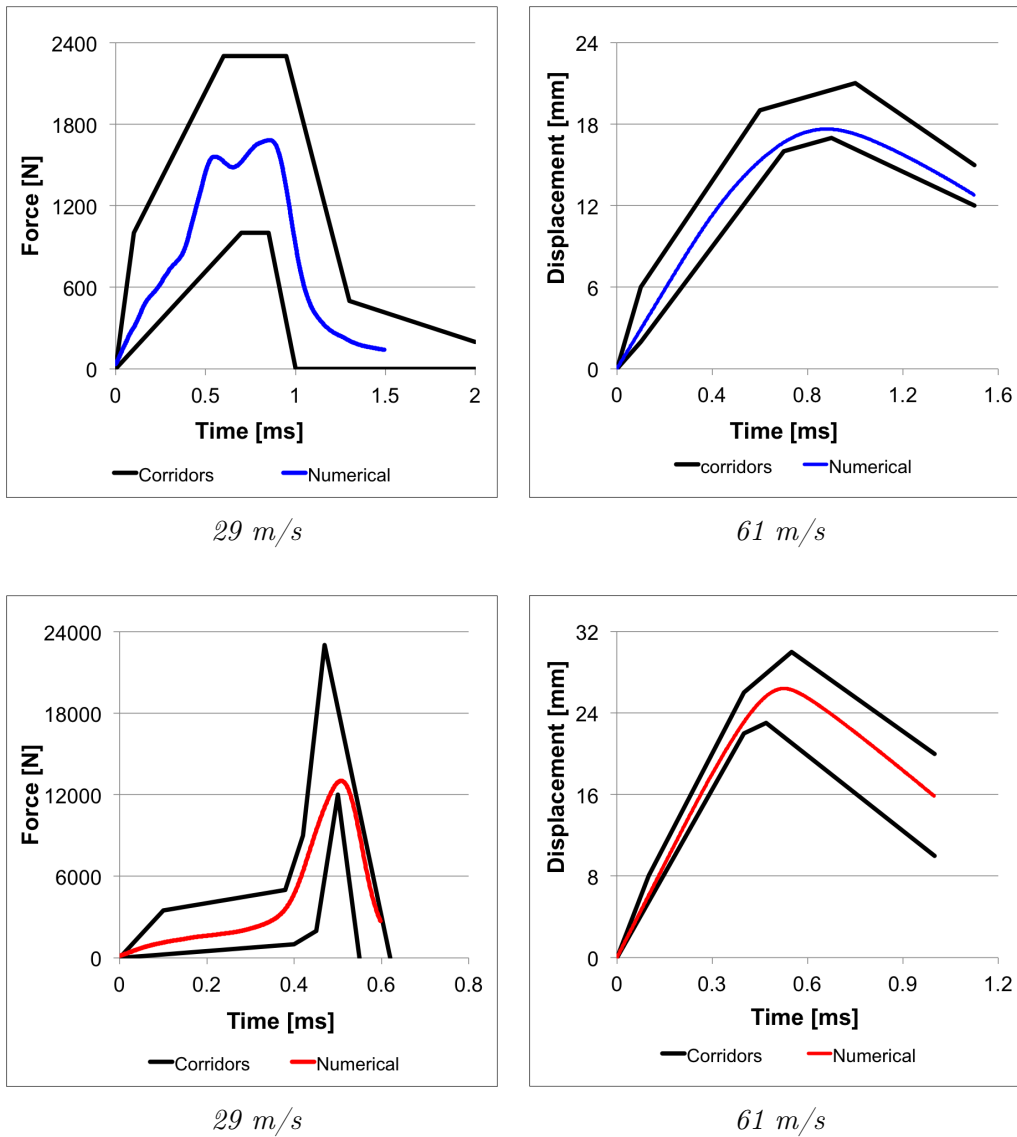 2400
1800
1200
600
0
Force [N]
0 0.5 1 1.5 2
Time [ms]
Corridors Numerical
29 m/s
24
18
12
6
0
Displacement [mm]
0 0.4 0.8 1.2 1.6
Time [ms]
corridors Numerical
61 m/s
24000
18000
12000
6000
0
Force [N]
0 0.2 0.4 0.6 0.8
Time [ms]
Corridors Numerical
29 m/s
32
24
16
8
0
Displacement [mm]
0 0.3 0.6 0.9 1.2
Time [ms]
Corridors Numerical
61 m/s